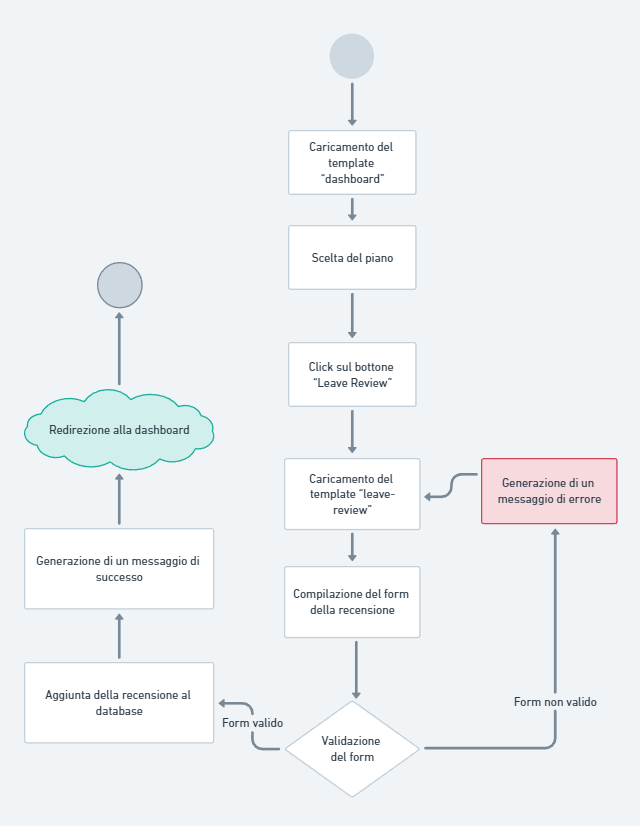 Caricamento del
template
“dashboard”
Scelta del piano
Click sul bottone
“Leave Review”
Caricamento del
template “leave-
review”
Generazione di un
messaggio di errore
Compilazione del form
della recensione
Validazione
del form
Form non valido
Form valido
Aggiunta della recensione al
database
Generazione di un messaggio di
successo
Redirezione alla dashboard